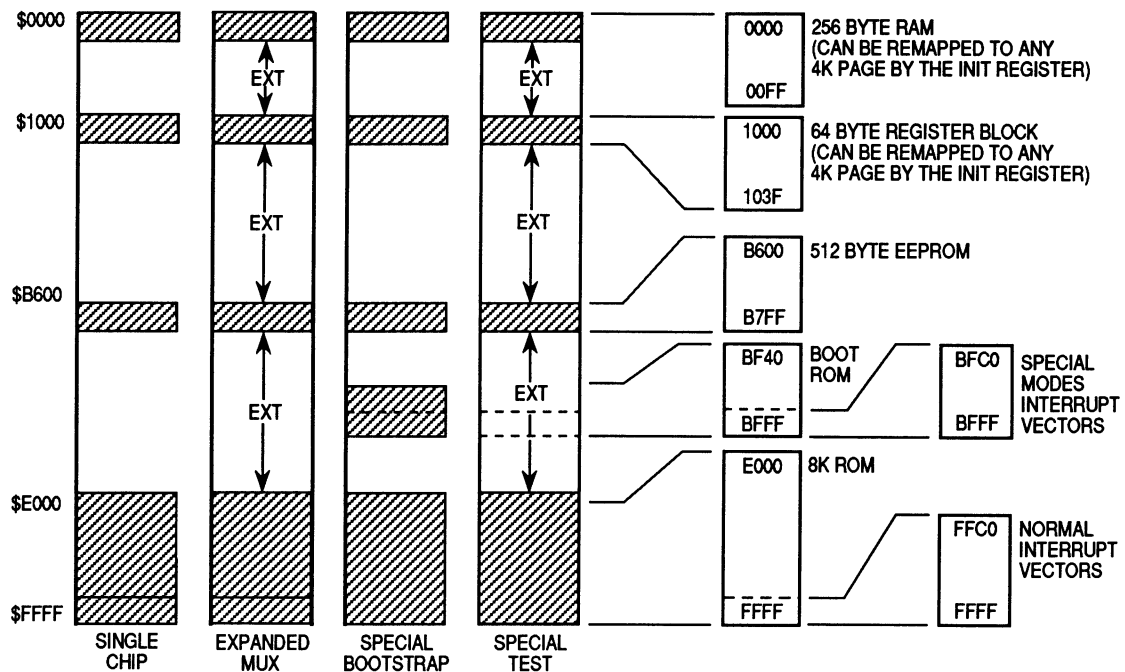 $0000
$1000
$B600
$E000
$FFFF
EXT
EXT
EXT
EXT
EXT
EXT
SINGLE
CHIP
EXPANDED
MUX
SPECIAL
BOOTSTRAP
SPECIAL
TEST
0000
00FF
256 BYTE RAM
(CAN BE REMAPPED TO ANY
4K PAGE BY THE INIT REGISTER)
1000
103F
64 BYTE REGISTER BLOCK
(CAN BE REMAPPED TO ANY
4K PAGE BY THE INIT REGISTER)
B600
B7FF
512 BYTE EEPROM
BF40
BFFF
BOOT
ROM
BFC0
BFFF
SPECIAL
MODES
INTERRUPT
VECTORS
E000
FFFF
8K ROM
FFC0
FFFF
NORMAL
INTERRUPT
VECTORS